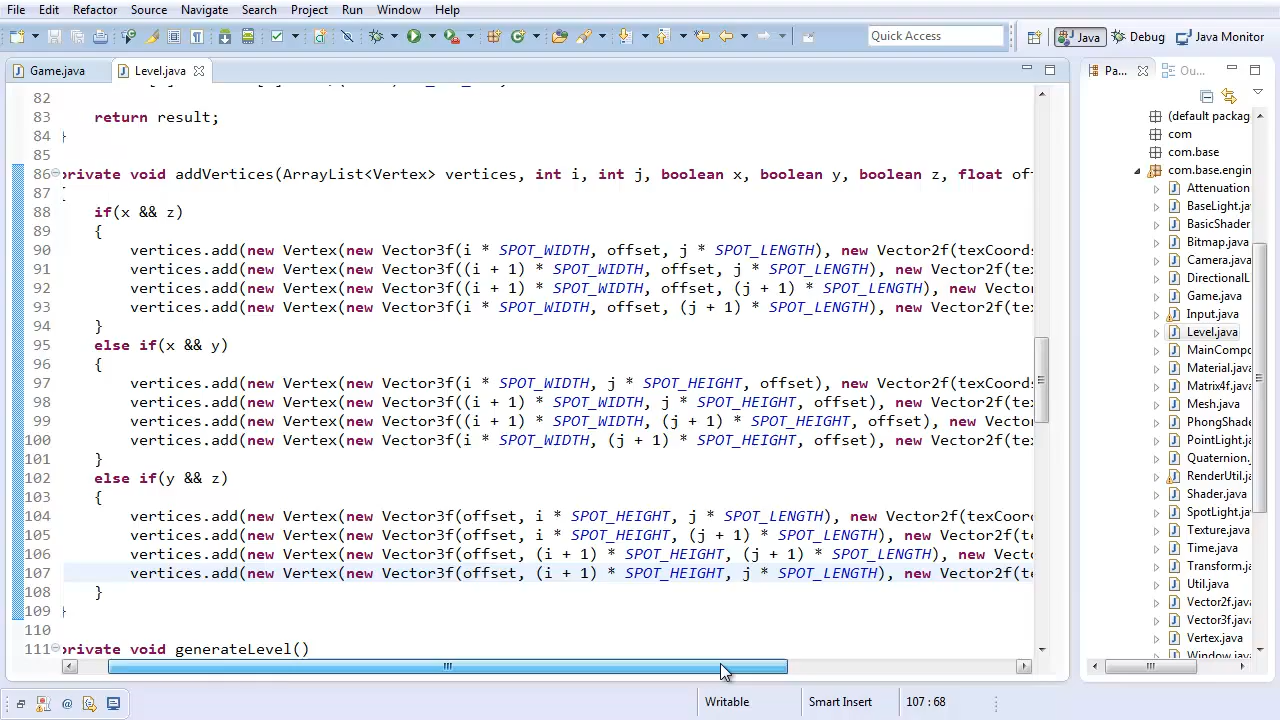 File Edit Refactor Source Navigate Search Project Run Window Help
Quick Access Java Debug Java Monitor
Game.java Level.java Pa... Ou...
82
83 return result;
84 }
85
86 private void addVertices(ArrayList<Vertex> vertices, int i, int j, boolean x, boolean y, boolean z, float of
87 {
88 if(x && z)
89 {
90 vertices.add(new Vertex(new Vector3f(i * SPOT_WIDTH, offset, j * SPOT_LENGTH), new Vector2f(texCoords
91 vertices.add(new Vertex(new Vector3f((i + 1) * SPOT_WIDTH, offset, j * SPOT_LENGTH), new Vector2f(tex
92 vertices.add(new Vertex(new Vector3f((i + 1) * SPOT_WIDTH, offset, (j + 1) * SPOT_LENGTH), new Vecto
93 vertices.add(new Vertex(new Vector3f(i * SPOT_WIDTH, offset, (j + 1) * SPOT_LENGTH), new Vector2f(tex
94 }
95 else if(x && y)
96 {
97 vertices.add(new Vertex(new Vector3f(i * SPOT_WIDTH, j * SPOT_HEIGHT, offset), new Vector2f(texCoords
98 vertices.add(new Vertex(new Vector3f((i + 1) * SPOT_WIDTH, j * SPOT_HEIGHT, offset), new Vector2f(tex
99 vertices.add(new Vertex(new Vector3f((i + 1) * SPOT_WIDTH, (j + 1) * SPOT_HEIGHT, offset), new Vecto
100 vertices.add(new Vertex(new Vector3f(i * SPOT_WIDTH, (j + 1) * SPOT_HEIGHT, offset), new Vector2f(tex
101 }
102 else if(y && z)
103 {
104 vertices.add(new Vertex(new Vector3f(offset, i * SPOT_HEIGHT, j * SPOT_LENGTH), new Vector2f(texCoor
105 vertices.add(new Vertex(new Vector3f(offset, i * SPOT_HEIGHT, (j + 1) * SPOT_LENGTH), new Vector2f(te
106 vertices.add(new Vertex(new Vector3f(offset, (i + 1) * SPOT_HEIGHT, (j + 1) * SPOT_LENGTH), new Vect
107 vertices.add(new Vertex(new Vector3f(offset, (i + 1) * SPOT_HEIGHT, j * SPOT_LENGTH), new Vector2f(te
108 }
109 }
110
111 private void generateLevel()
(default packag
com
com.base
com.base.engin
Attenuation
BaseLight.ja
BasicShader
Bitmap.java
Camera.java
DirectionalL
Game.java
Input.java
Level.java
MainCompo
Material.java
Matrix4f.java
Mesh.java
PhongShade
PointLight.ja
Quaternion.
RenderUtil.ja
Shader.java
SpotLight.jav
Texture.java
Time.java
Transform.ja
Util.java
Vector2f.java
Vector3f.java
Vertex.java
Window.java
Writable Smart Insert 107 : 68